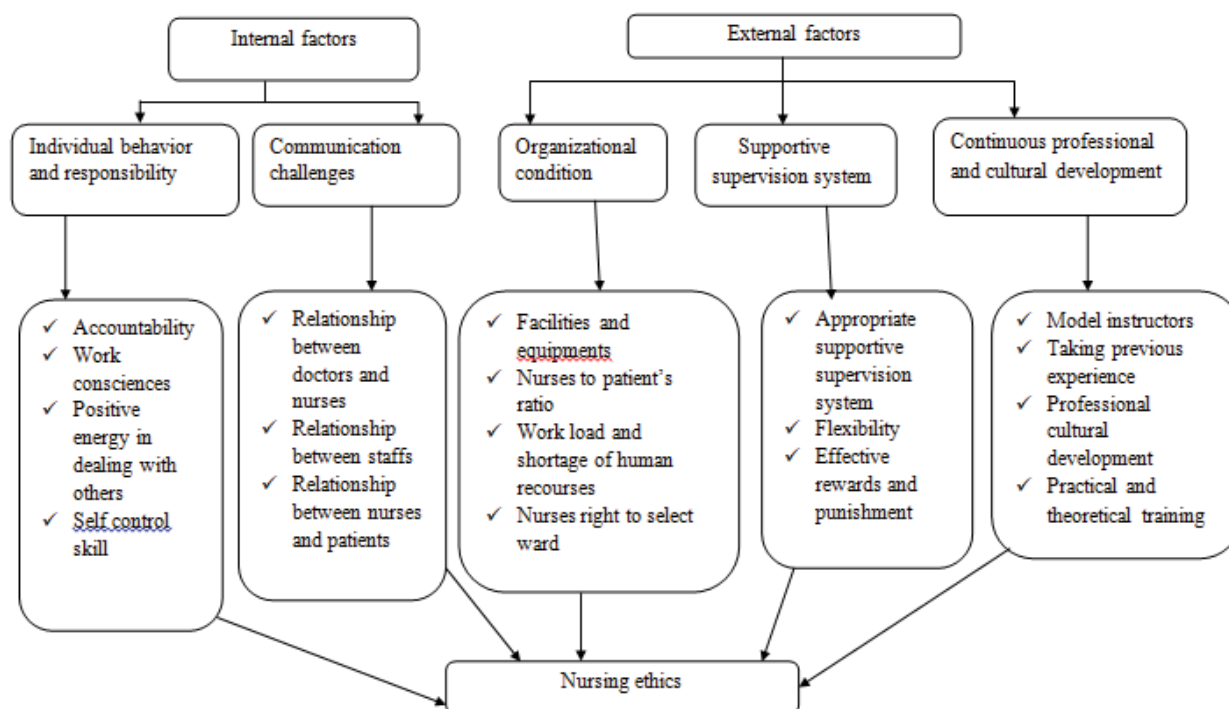 Internal factors
External factors
Individual behavior
and responsibility
Communication
challenges
Organizational
condition
Supportive
supervision system
Continuous professional
and cultural development
✓ Accountability
✓ Work
consciences
✓ Positive
energy in
dealing with
others
✓ Self control
skill
✓ Relationship
between
doctors and
nurses
✓ Relationship
between staffs
✓ Relationship
between nurses
and patients
✓ Facilities and
equipments
✓ Nurses to patient’s
ratio
✓ Work load and
shortage of human
recourses
✓ Nurses right to select
ward
✓ Appropriate
supportive
supervision
system
✓ Flexibility
✓ Effective
rewards and
punishment
✓ Model instructors
✓ Taking previous
experience
✓ Professional
cultural
development
✓ Practical and
theoretical training
Nursing ethics